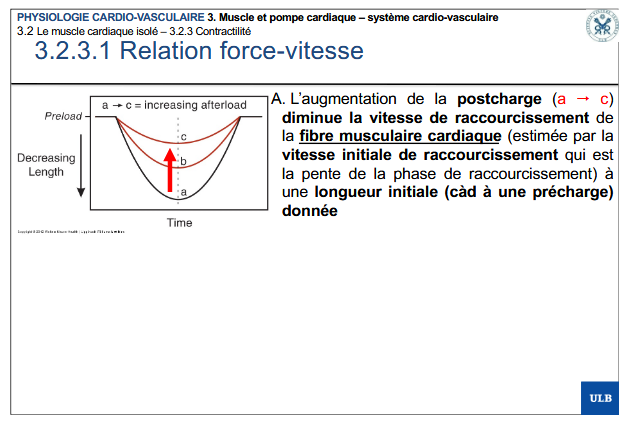 PHYSIOLOGIE CARDIO-VASCULAIRE 3. Muscle et pompe cardiaque – système cardio-vasculaire
3.2 Le muscle cardiaque isolé – 3.2.3 Contractilité
3.2.3.1 Relation force-vitesse
a → c = increasing afterload
Preload
c
b
a
Decreasing
Length
Time
A. L'augmentation de la postcharge (a → c)
diminue la vitesse de raccourcissement de
la fibre musculaire cardiaque (estimée par la
vitesse initiale de raccourcissement qui est
la pente de la phase de raccourcissement) à
une longueur initiale (càd à une précharge)
donnée
ULB